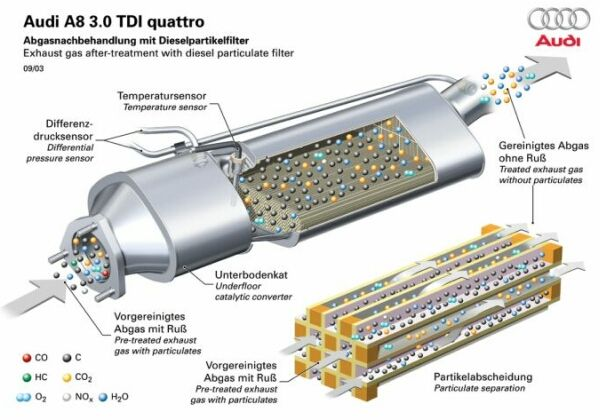 Audi A8 3.0 TDI quattro
Abgasnachbehandlung mit Dieselpartikelfilter
Exhaust gas after-treatment with diesel particulate filter
09/03
Audi
Temperatursensor
Temperature sensor
Differenz-
drucksensor
Differential
pressure sensor
Gereinigtes Abgas
ohne Ruß
Treated exhaust gas
without particulates
Unterbodenkat
Underfloor
catalytic converter
Vorgereinigtes
Abgas mit Ruß
Pre-treated exhaust
gas with particulates
Vorgereinigtes
Abgas mit Ruß
Pre-treated exhaust
gas with particulates
Partikelabscheidung
Particulate separation
CO C
HC CO₂
O₂ NOₓ H₂O